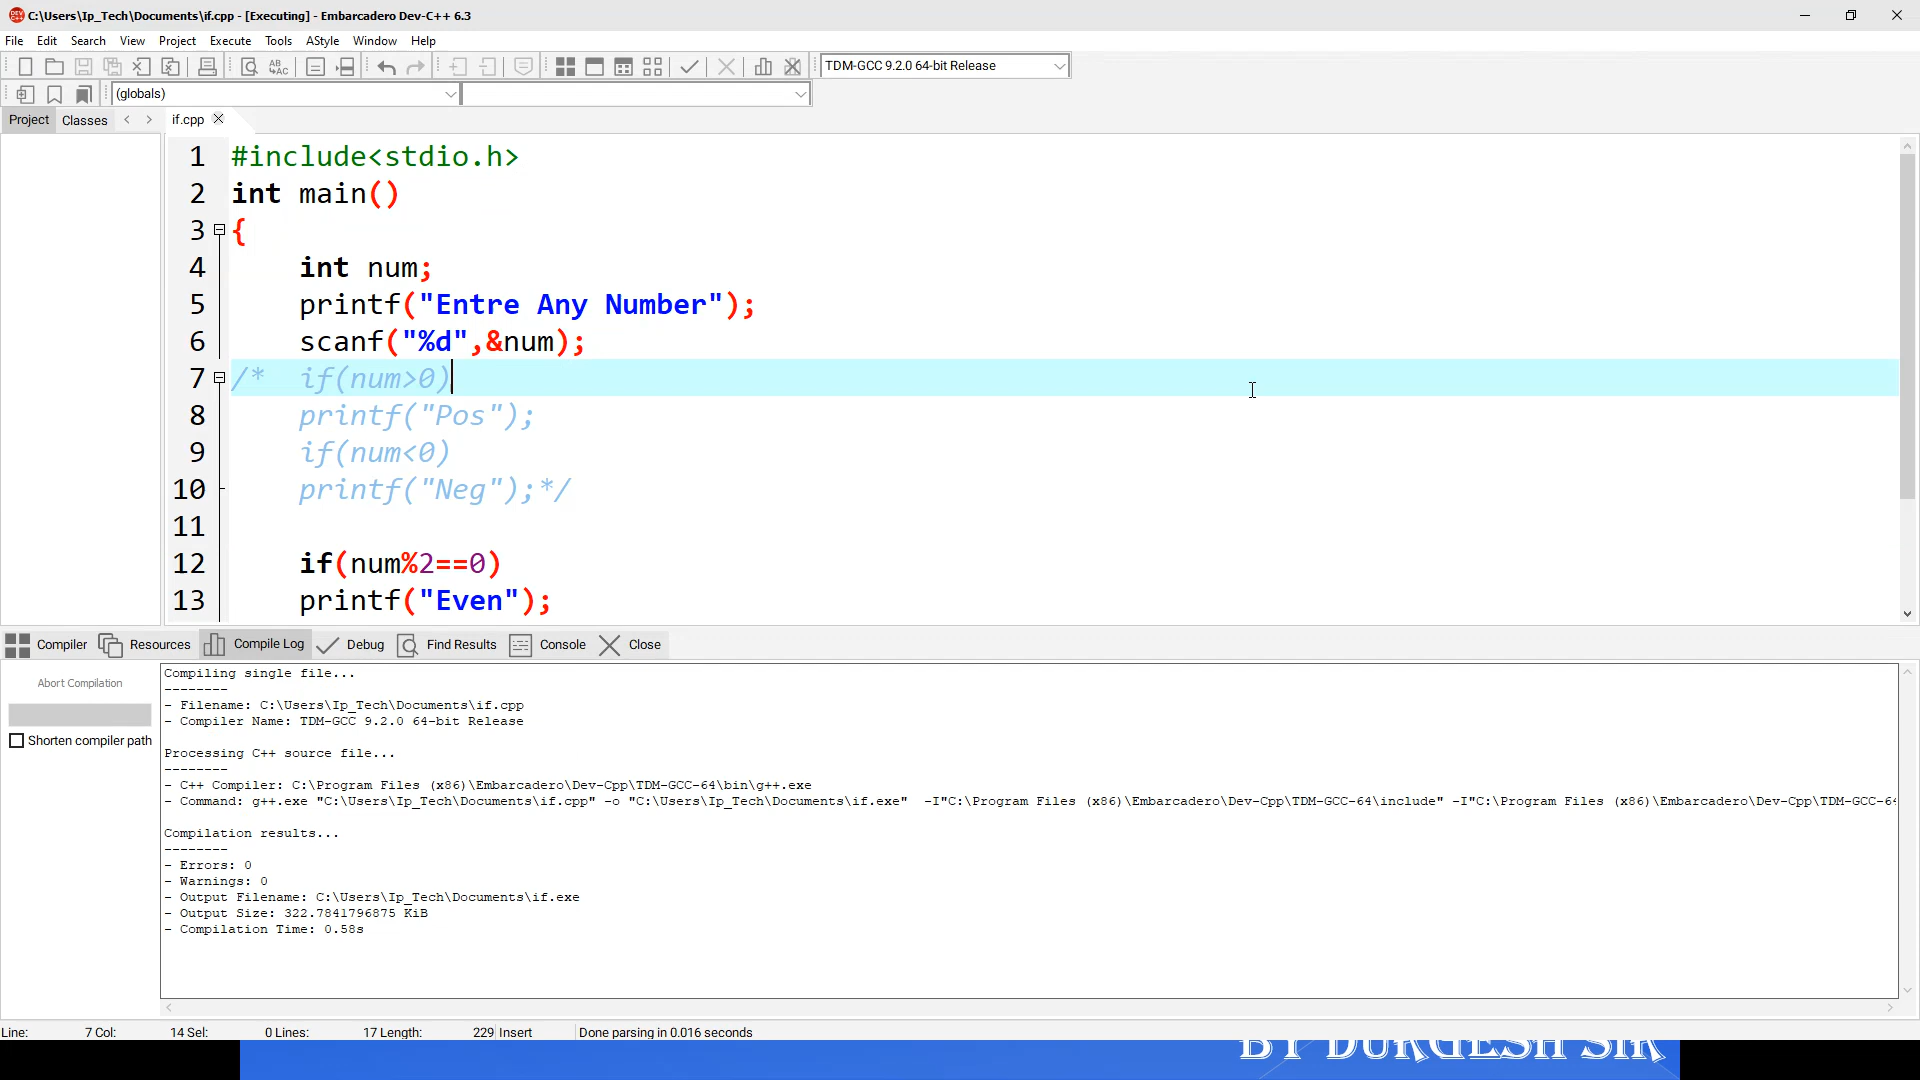 C:\Users\Ip_Tech\Documents\if.cpp - [Executing] - Embarcadero Dev-C++ 6.3
File Edit Search View Project Execute Tools AStyle Window Help
TDM-GCC 9.2.0 64-bit Release
(globals)
Project Classes if.cpp
1 #include<stdio.h>
2 int main()
3 {
4 int num;
5 printf("Entre Any Number");
6 scanf("%d",&num);
7 /* if(num>0)
8 printf("Pos");
9 if(num<0)
10 printf("Neg");*/
11
12 if(num%2==0)
13 printf("Even");
Compiler Resources Compile Log Debug Find Results Console Close
Abort Compilation
Shorten compiler path
Compiling single file...
--------
- Filename: C:\Users\Ip_Tech\Documents\if.cpp
- Compiler Name: TDM-GCC 9.2.0 64-bit Release
Processing C++ source file...
--------
- C++ Compiler: C:\Program Files (x86)\Embarcadero\Dev-Cpp\TDM-GCC-64\bin\g++.exe
- Command: g++.exe "C:\Users\Ip_Tech\Documents\if.cpp" -o "C:\Users\Ip_Tech\Documents\if.exe" -I"C:\Program Files (x86)\Embarcadero\Dev-Cpp\TDM-GCC-64\include" -I"C:\Program Files (x86)\Embarcadero\Dev-Cpp\TDM-GCC-64
Compilation results...
--------
- Errors: 0
- Warnings: 0
- Output Filename: C:\Users\Ip_Tech\Documents\if.exe
- Output Size: 322.7841796875 KiB
- Compilation Time: 0.58s
Line: 7 Col: 14 Sel: 0 Lines: 17 Length: 229 Insert Done parsing in 0.016 seconds
BY DURGESH SIR